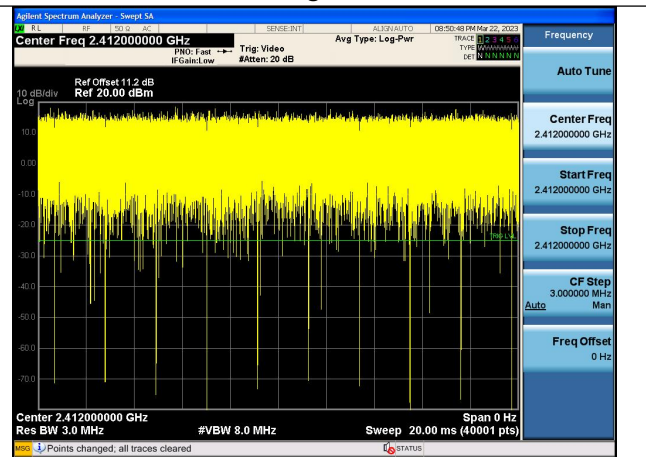 Agilent Spectrum Analyzer - Swept SA
RL RF 50 Ω AC SENSE:INT ALIGN AUTO 08:50:48 PM Mar 22, 2023
Center Freq 2.412000000 GHz
PNO: Fast
IFGain:Low
Trig: Video
#Atten: 20 dB
Avg Type: Log-Pwr
TRACE 1 2 3 4 5 6
TYPE
DET N N N N N N
Frequency
Auto Tune
Ref Offset 11.2 dB
10 dB/div Ref 20.00 dBm
Log
10.0
0.00
-10.0
-20.0
TRIG LVL
-30.0
-40.0
-50.0
-60.0
-70.0
Center Freq
2.412000000 GHz
Start Freq
2.412000000 GHz
Stop Freq
2.412000000 GHz
CF Step
3.000000 MHz
Auto Man
Freq Offset
0 Hz
Center 2.412000000 GHz Span 0 Hz
Res BW 3.0 MHz #VBW 8.0 MHz Sweep 20.00 ms (40001 pts)
MSG Points changed; all traces cleared STATUS